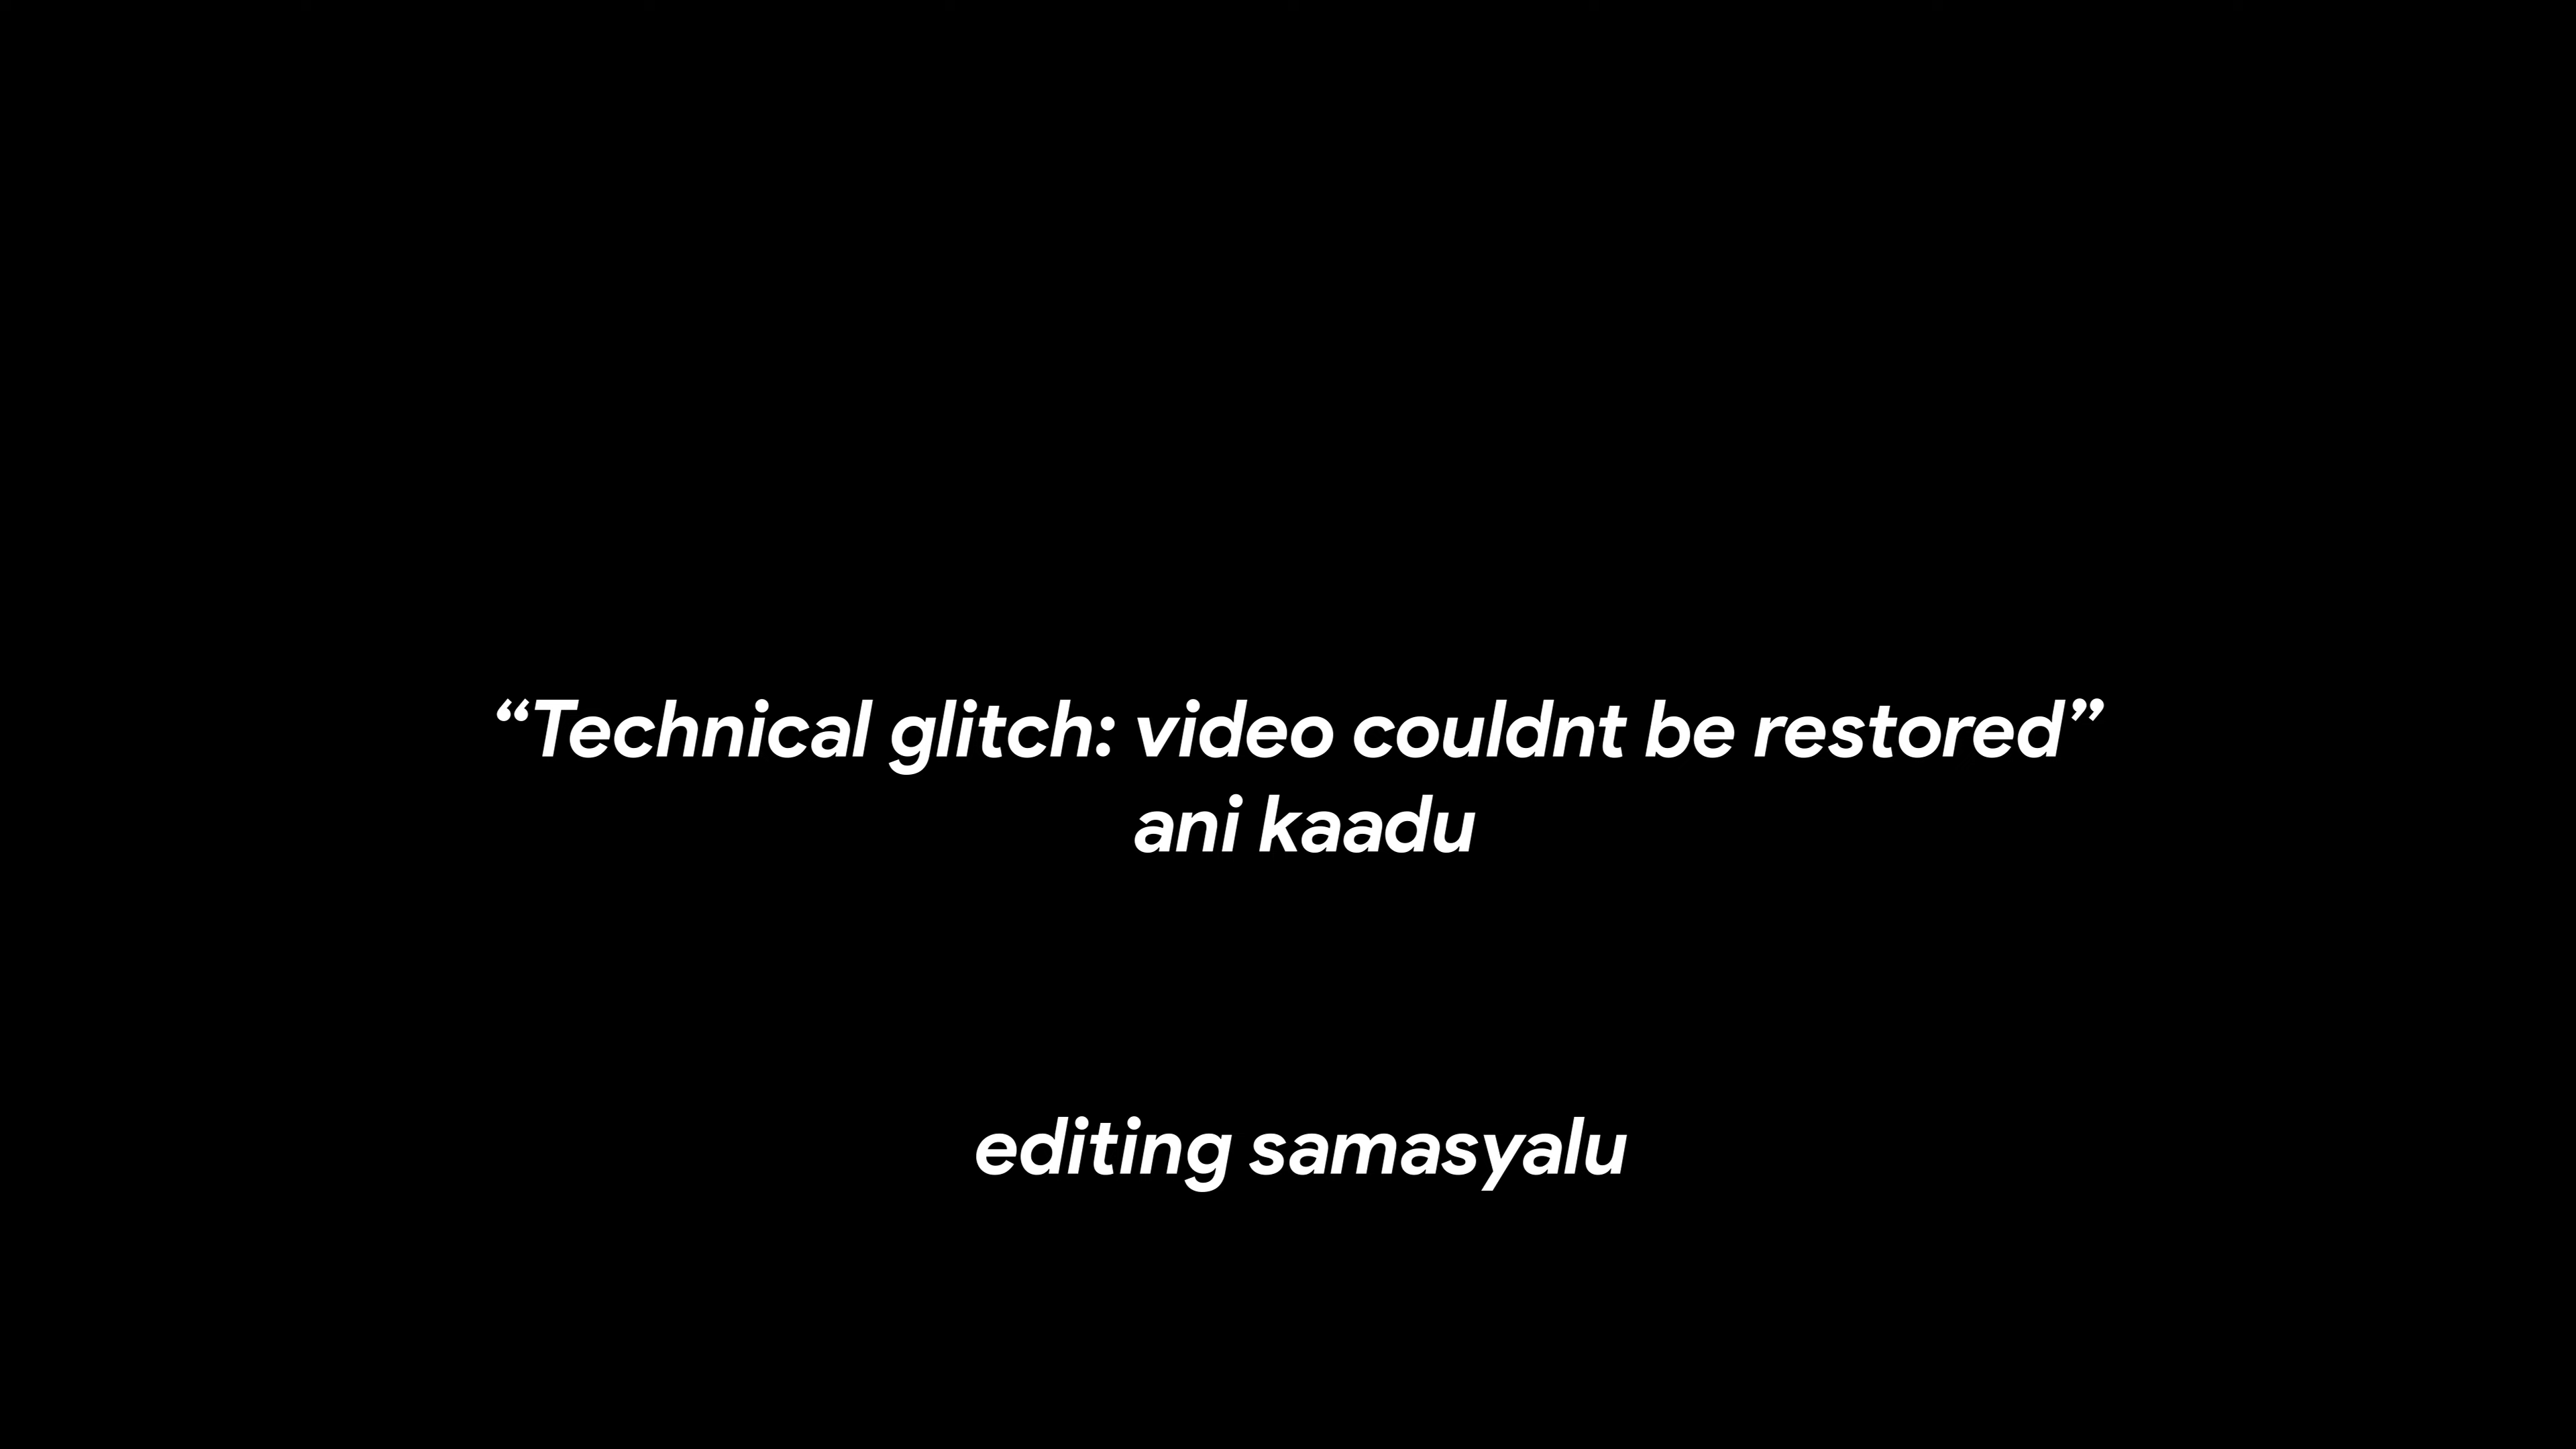 “Technical glitch: video couldnt be restored”
ani kaadu
editing samasyalu